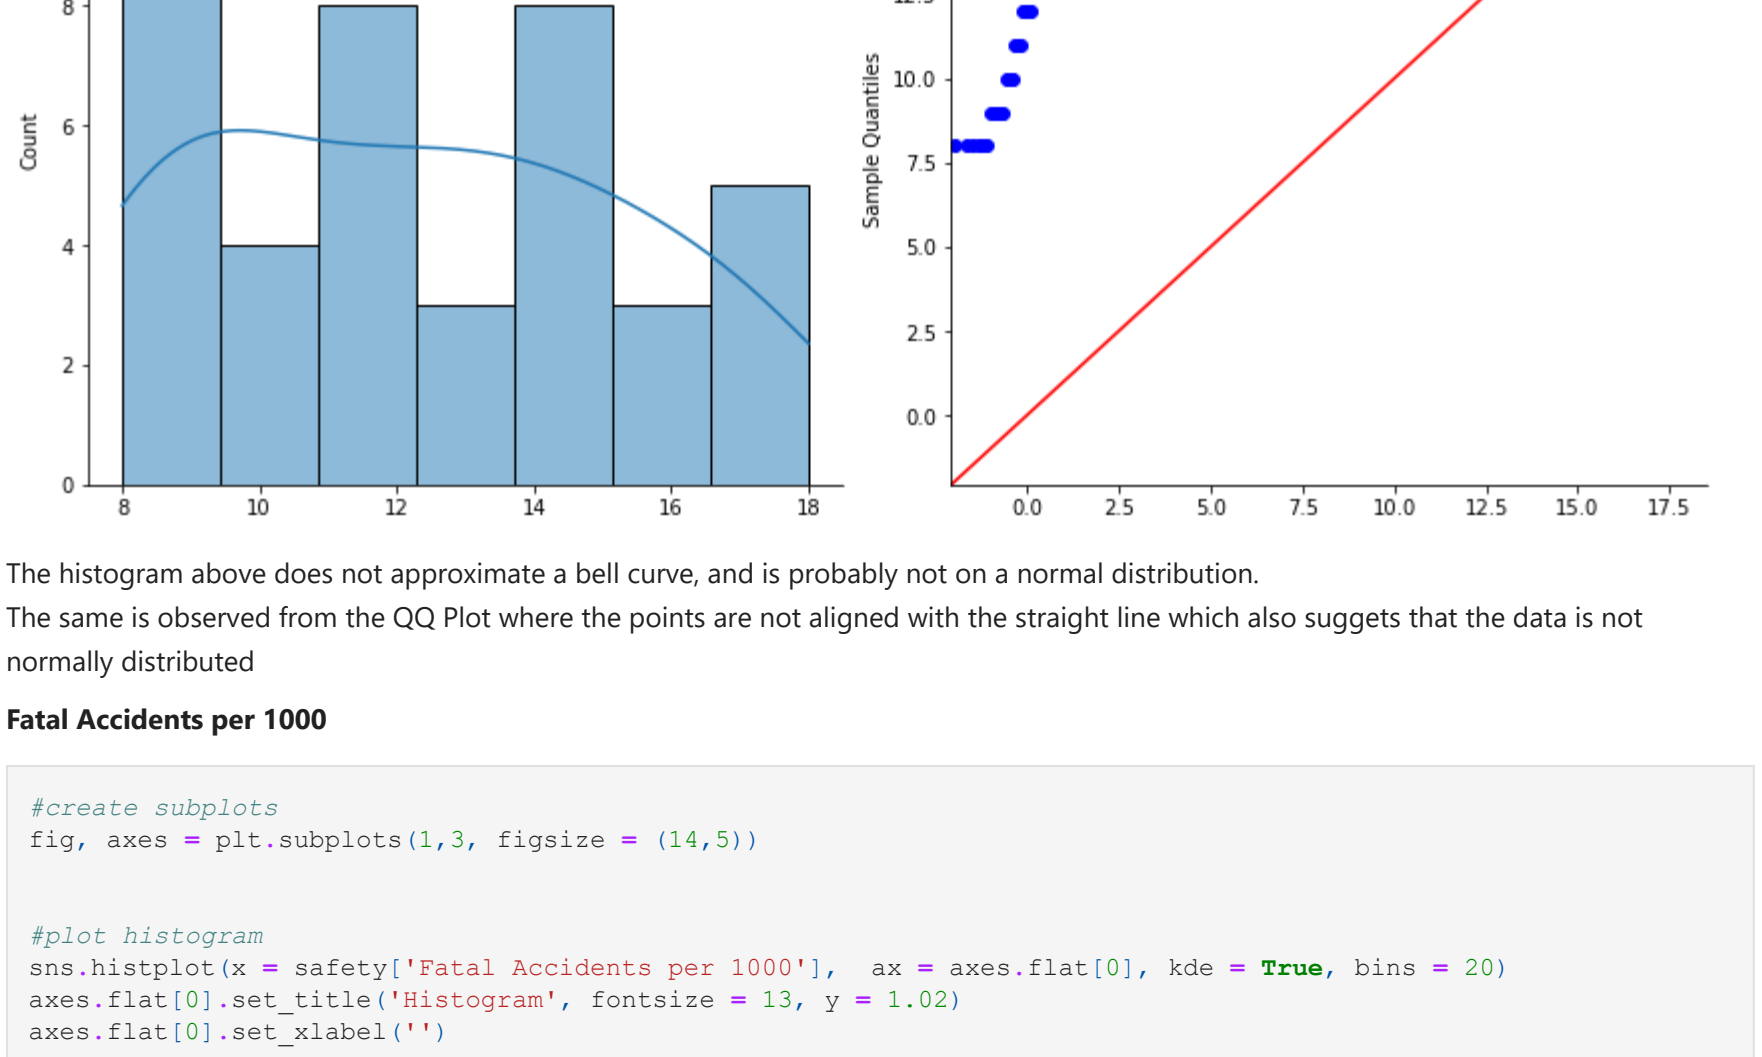 8
6
4
2
0
Count
8
10
12
14
16
18
12.5
10.0
7.5
5.0
2.5
0.0
Sample Quantiles
0.0
2.5
5.0
7.5
10.0
12.5
15.0
17.5
The histogram above does not approximate a bell curve, and is probably not on a normal distribution.
The same is observed from the QQ Plot where the points are not aligned with the straight line which also suggets that the data is not
normally distributed
Fatal Accidents per 1000
#create subplots
fig, axes = plt.subplots(1,3, figsize = (14,5))
#plot histogram
sns.histplot(x = safety['Fatal Accidents per 1000'],  ax = axes.flat[0], kde = True, bins = 20)
axes.flat[0].set_title('Histogram', fontsize = 13, y = 1.02)
axes.flat[0].set_xlabel('')